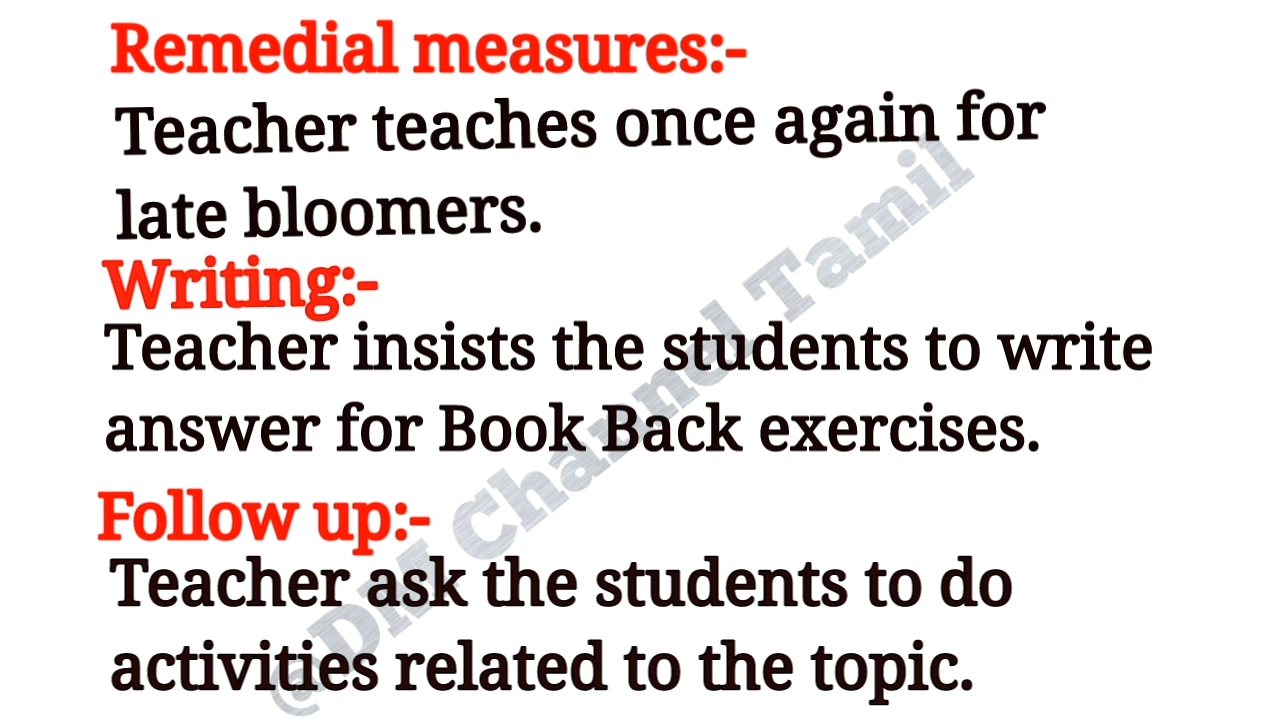 Remedial measures:-
Teacher teaches once again for
late bloomers.
Writing:-
Teacher insists the students to write
answer for Book Back exercises.
Follow up:-
Teacher ask the students to do
activities related to the topic.
@DM Channel Tamil